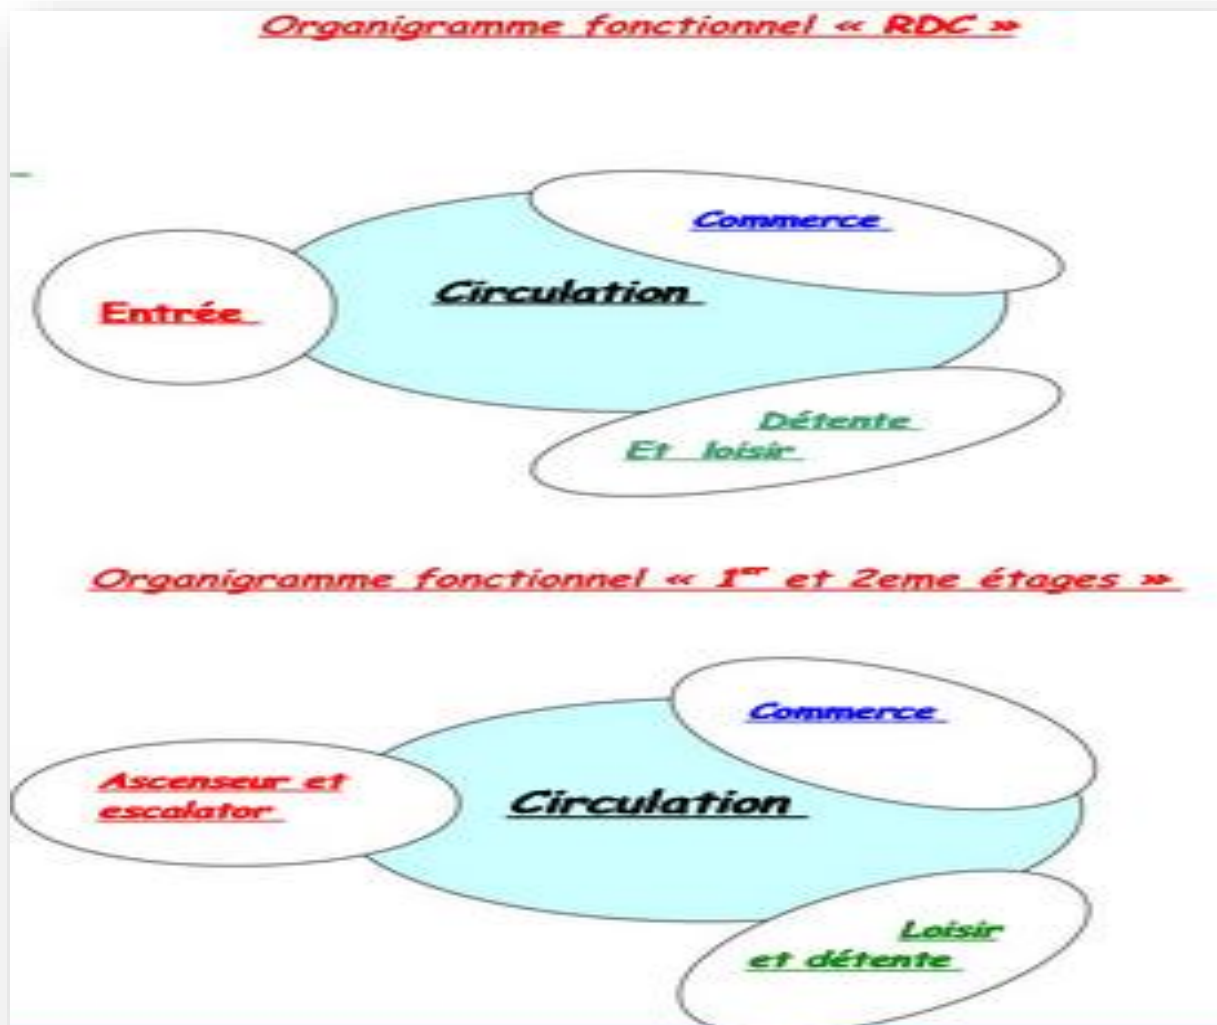 Organigramme fonctionnel « RDC »
Commerce
Circulation
Entrée
Détente
Et loisir
Organigramme fonctionnel « 1er et 2eme étages »
Commerce
Ascenseur et
escalator
Circulation
Loisir
et détente